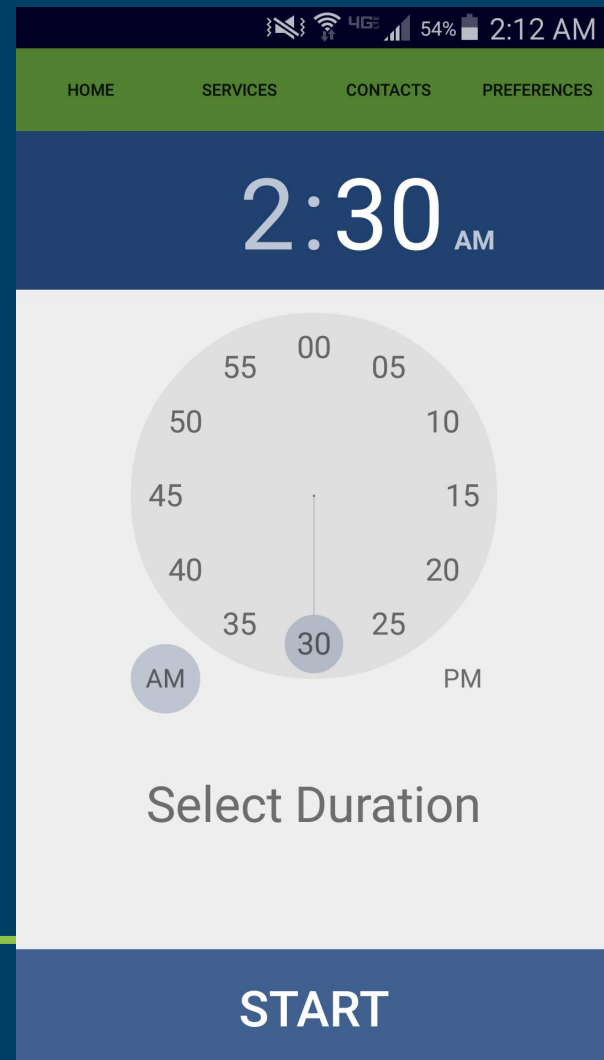 4G 54% 2:12 AM
HOME SERVICES CONTACTS PREFERENCES
2:30 AM
00
55 05
50 10
45 15
40 20
35 25
30
AM PM
Select Duration
START